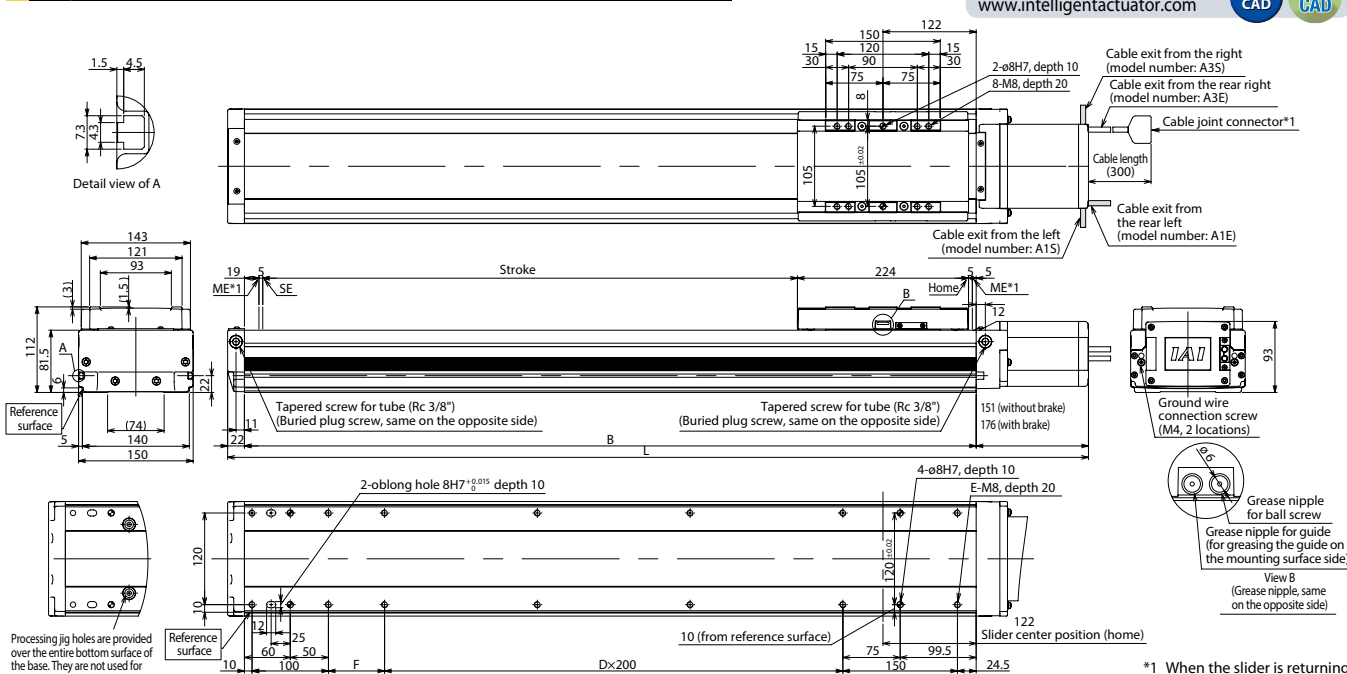 www.intelligentactuator.com
CAD
CAD
122
150
15
120
15
30
90
30
75
75
2-ø8H7, depth 10
8-M8, depth 20
8
105
105 ±0.02
Cable exit from the right
(model number: A3S)
Cable exit from the rear right
(model number: A3E)
Cable joint connector*1
Cable length
(300)
Cable exit from
the rear left
(model number: A1E)
Cable exit from the left
(model number: A1S)
1.5
4.5
7.3
4.3
Detail view of A
143
121
93
(3)
(1.5)
112
81.5
A
6
22
Reference
surface
5
(74)
140
150
19
5
Stroke
224
5
5
ME*1
SE
Home
ME*1
B
12
Tapered screw for tube (Rc 3/8")
(Buried plug screw, same on the opposite side)
Tapered screw for tube (Rc 3/8")
(Buried plug screw, same on the opposite side)
151 (without brake)
176 (with brake)
11
22
B
L
IAI
93
Ground wire
connection screw
(M4, 2 locations)
ø6
Grease nipple
for ball screw
Grease nipple for guide
(for greasing the guide on
the mounting surface side)
View B
(Grease nipple, same
on the opposite side)
2-oblong hole 8H7 +0.015 0 depth 10
4-ø8H7, depth 10
E-M8, depth 20
120
10
120 ±0.02
12
25
60
50
10
100
F
D×200
10 (from reference surface)
75
99.5
150
24.5
122
Slider center position (home)
Reference
surface
Processing jig holes are provided
over the entire bottom surface of
the base. They are not used for
*1 When the slider is returning